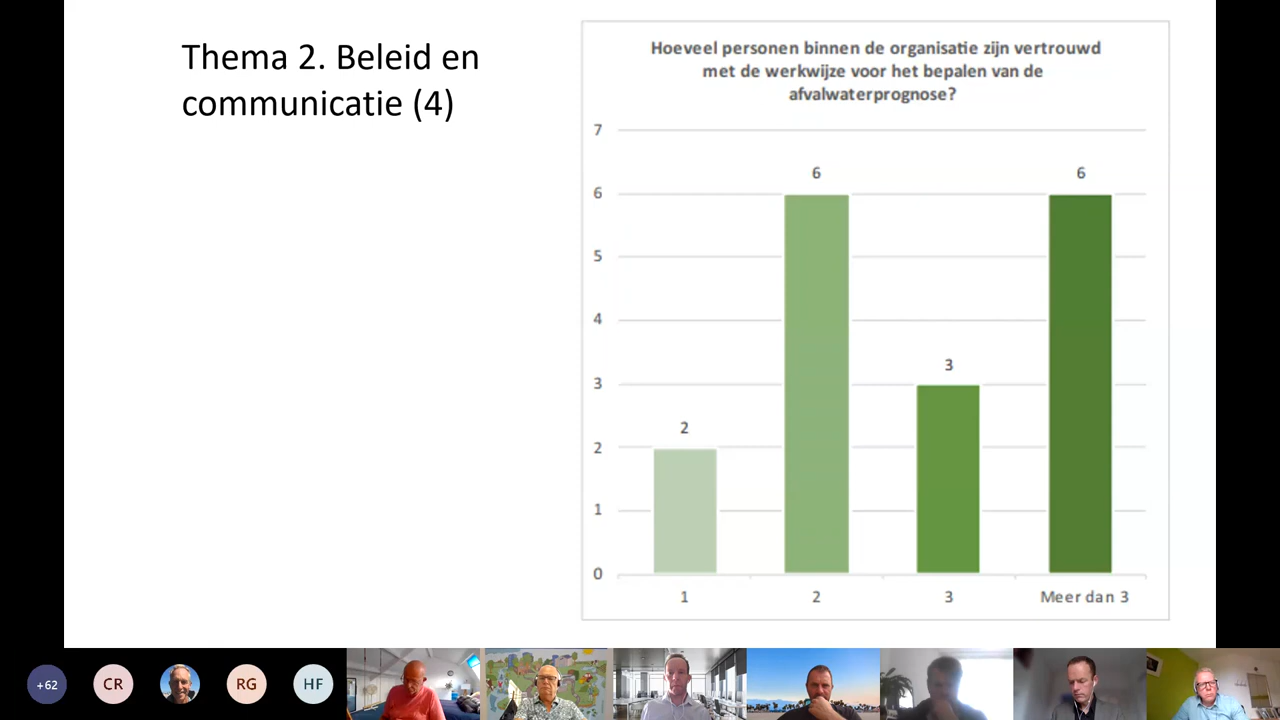 Thema 2. Beleid en
communicatie (4)
Hoeveel personen binnen de organisatie zijn vertrouwd
met de werkwijze voor het bepalen van de
afvalwaterprognose?
7
6
5
4
3
2
1
0
2
6
3
6
1
2
3
Meer dan 3
+62
CR
RG
HF